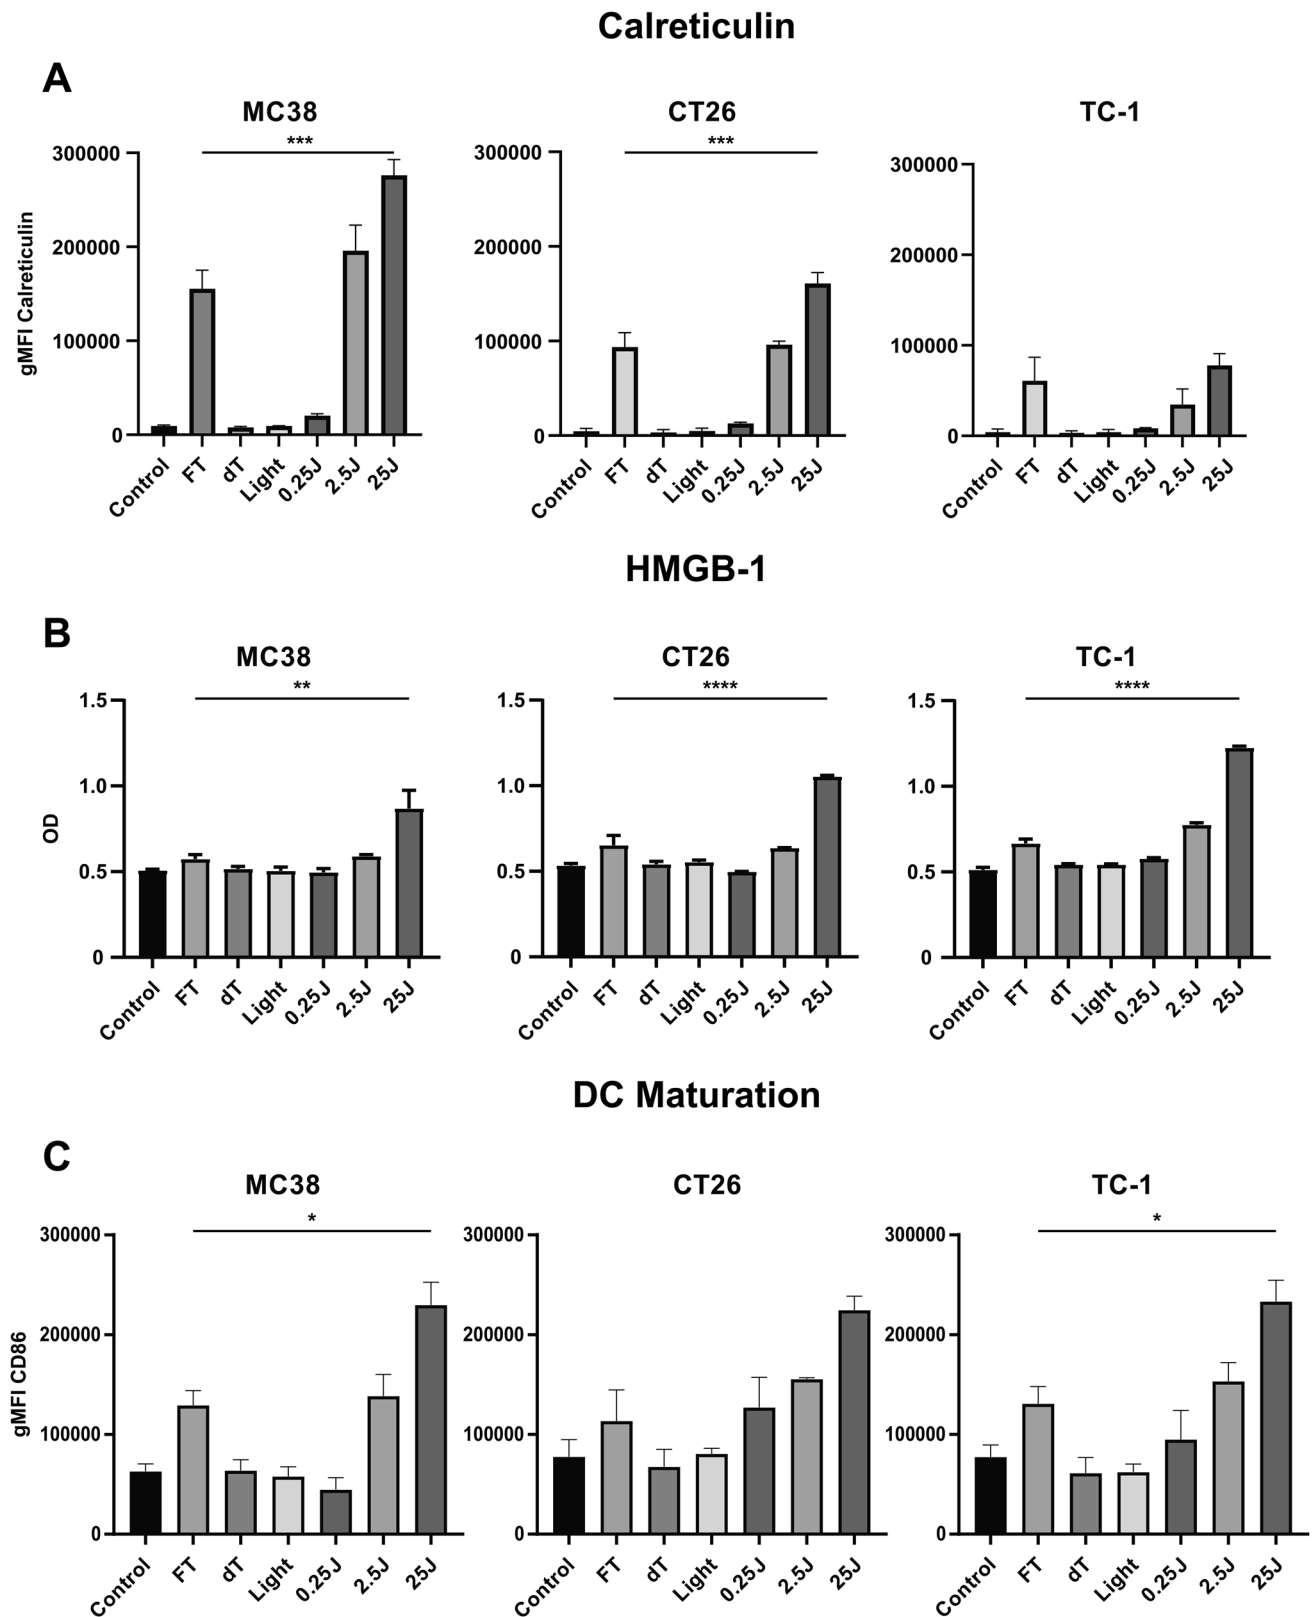 Calreticulin
A
MC38
CT26
TC-1
***
***
gMFI Calreticulin
300000
200000
100000
0
300000
200000
100000
0
300000
200000
100000
0
Control FT dT Light 0.25J 2.5J 25J
Control FT dT Light 0.25J 2.5J 25J
Control FT dT Light 0.25J 2.5J 25J
HMGB-1
B
MC38
CT26
TC-1
**
****
****
OD
1.5
1.0
0.5
0
1.5
1.0
0.5
0
1.5
1.0
0.5
0
Control FT dT Light 0.25J 2.5J 25J
Control FT dT Light 0.25J 2.5J 25J
Control FT dT Light 0.25J 2.5J 25J
DC Maturation
C
MC38
CT26
TC-1
*
*
gMFI CD86
300000
200000
100000
0
300000
200000
100000
0
300000
200000
100000
0
Control FT dT Light 0.25J 2.5J 25J
Control FT dT Light 0.25J 2.5J 25J
Control FT dT Light 0.25J 2.5J 25J